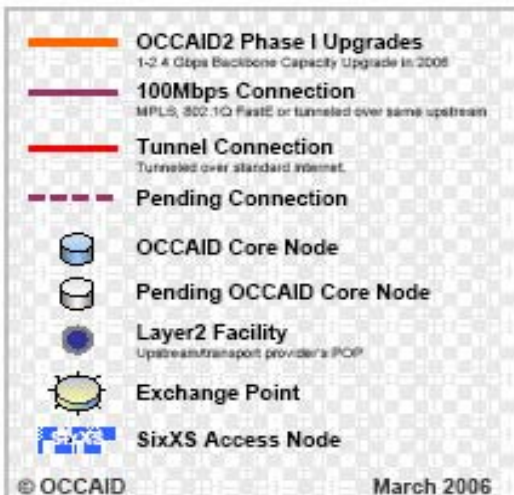 OCCAID2 Phase I Upgrades
1-2.4 Gbps Backbone Capacity Upgrade in 2006
100Mbps Connection
MPLS, 802.1Q FastE or tunneled over same upstream
Tunnel Connection
Tunneled over standard internet.
Pending Connection
OCCAID Core Node
Pending OCCAID Core Node
Layer2 Facility
Upstream/transport provider's POP
Exchange Point
SixXS
SixXS Access Node
© OCCAID
March 2006